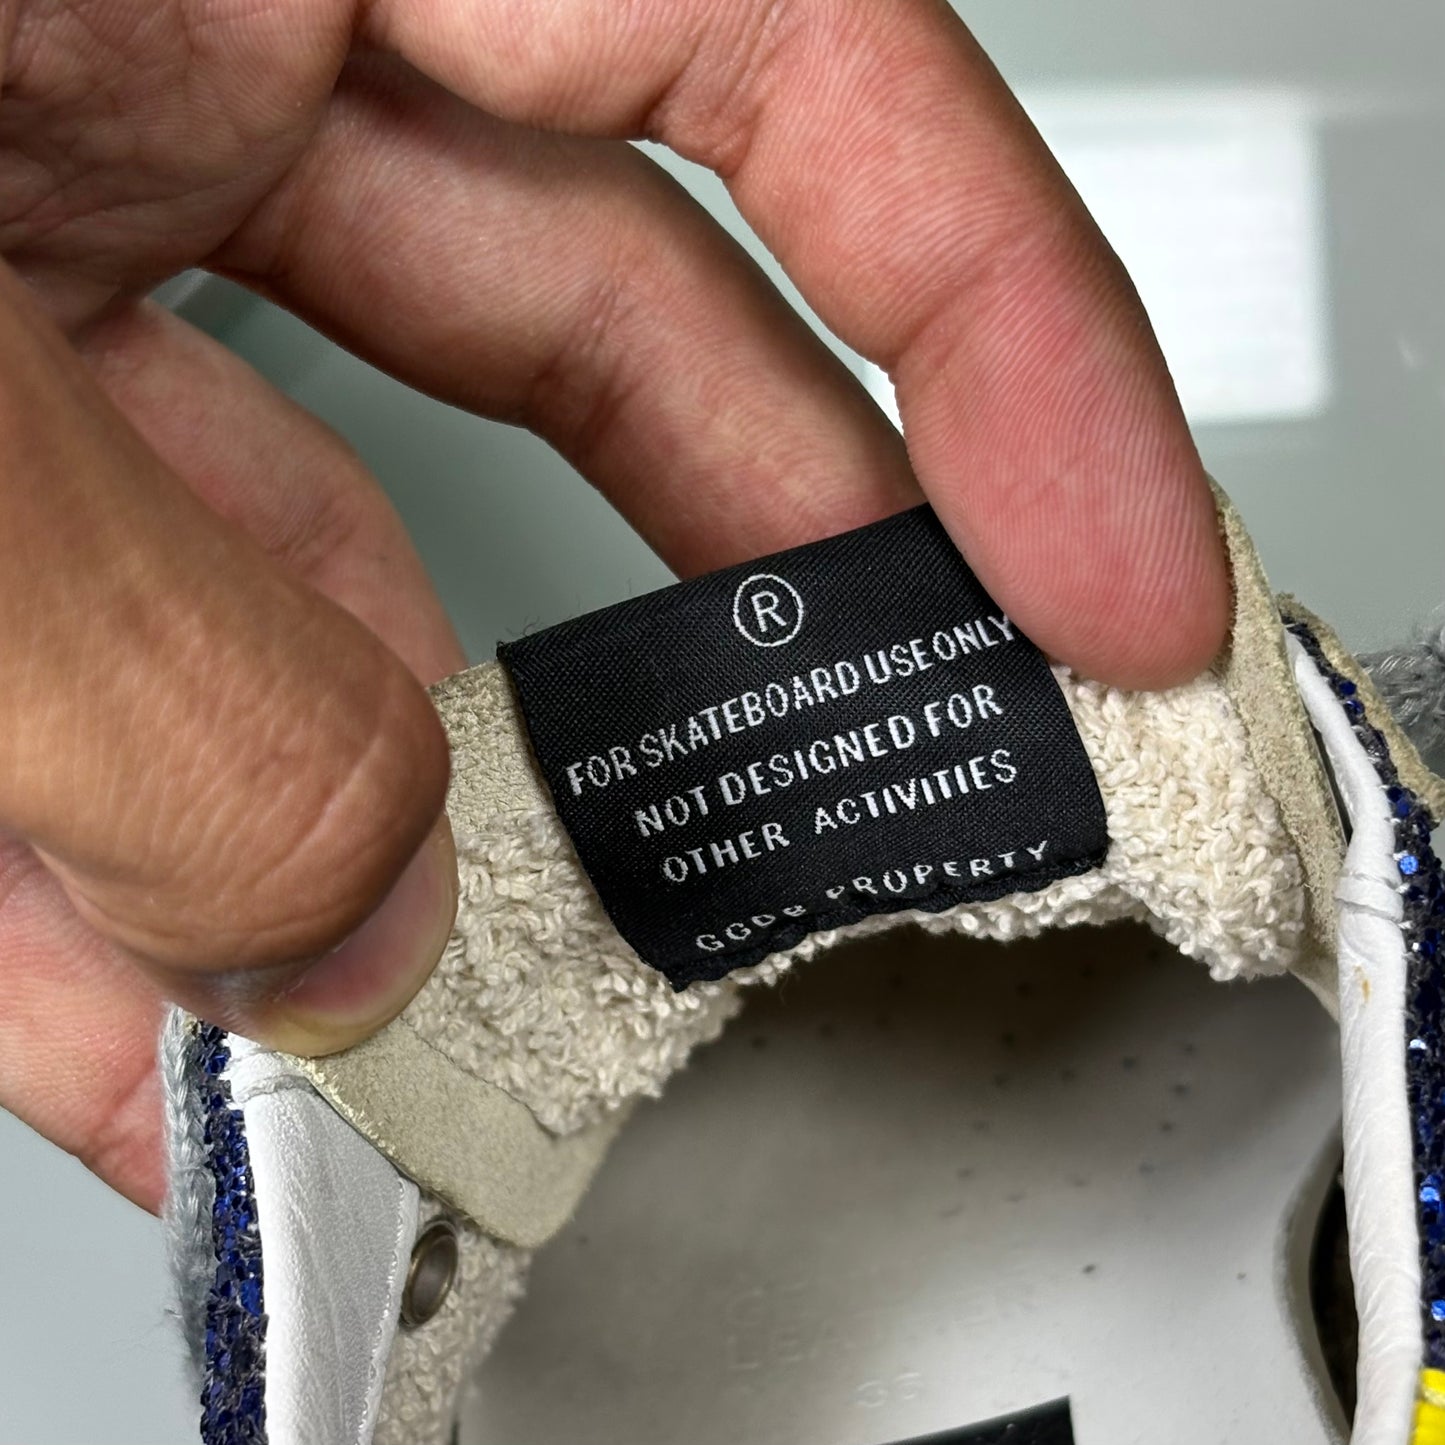 ®
FOR SKATEBOARD USE ONLY
NOT DESIGNED FOR
OTHER ACTIVITIES
GGDB PROPERTY